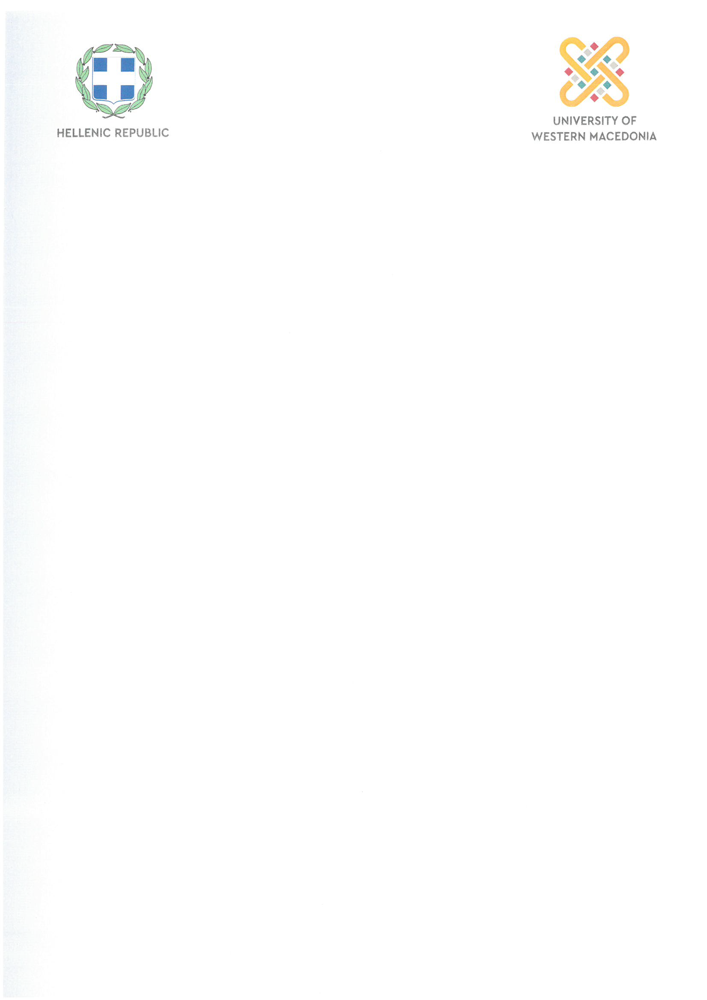 HELLENIC REPUBLIC
UNIVERSITY OF
WESTERN MACEDONIA